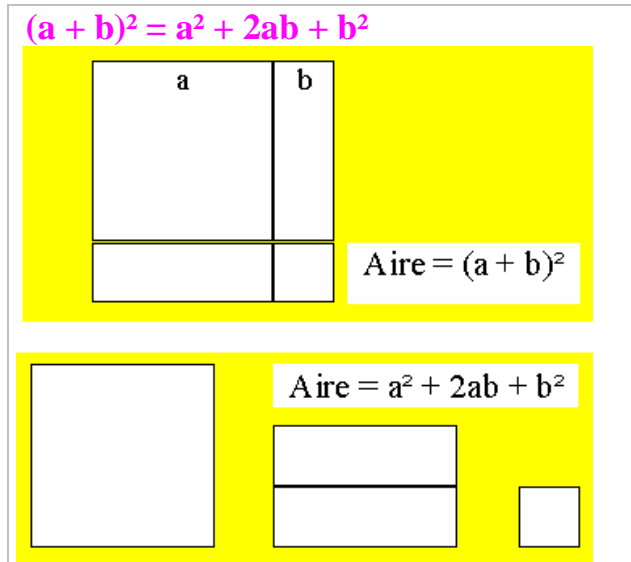 (a + b)² = a² + 2ab + b²
a b
Aire = (a + b)²
Aire = a² + 2ab + b²